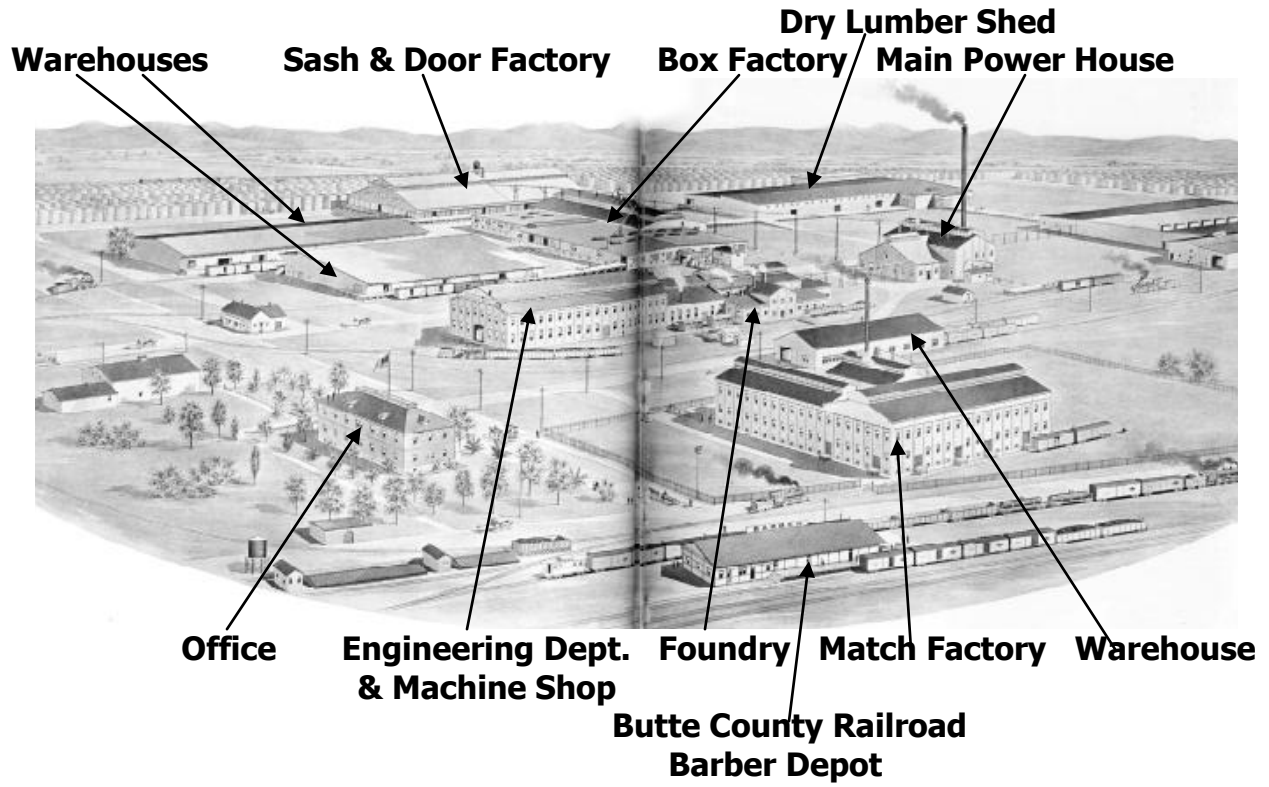 Dry Lumber Shed
Warehouses Sash & Door Factory Box Factory Main Power House
Office Engineering Dept. & Machine Shop Foundry Match Factory Warehouse
Butte County Railroad
Barber Depot